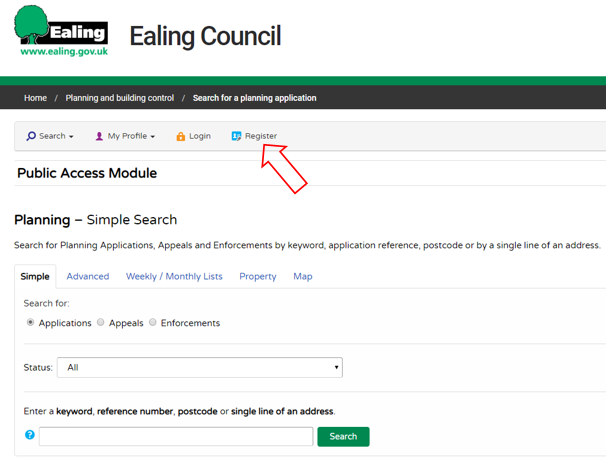 Ealing
www.ealing.gov.uk
Ealing Council
Home / Planning and building control / Search for a planning application
Search My Profile Login Register
Public Access Module
Planning – Simple Search
Search for Planning Applications, Appeals and Enforcements by keyword, application reference, postcode or by a single line of an address.
Simple Advanced Weekly / Monthly Lists Property Map
Search for:
Applications Appeals Enforcements
Status: All
Enter a keyword, reference number, postcode or single line of an address.
? Search